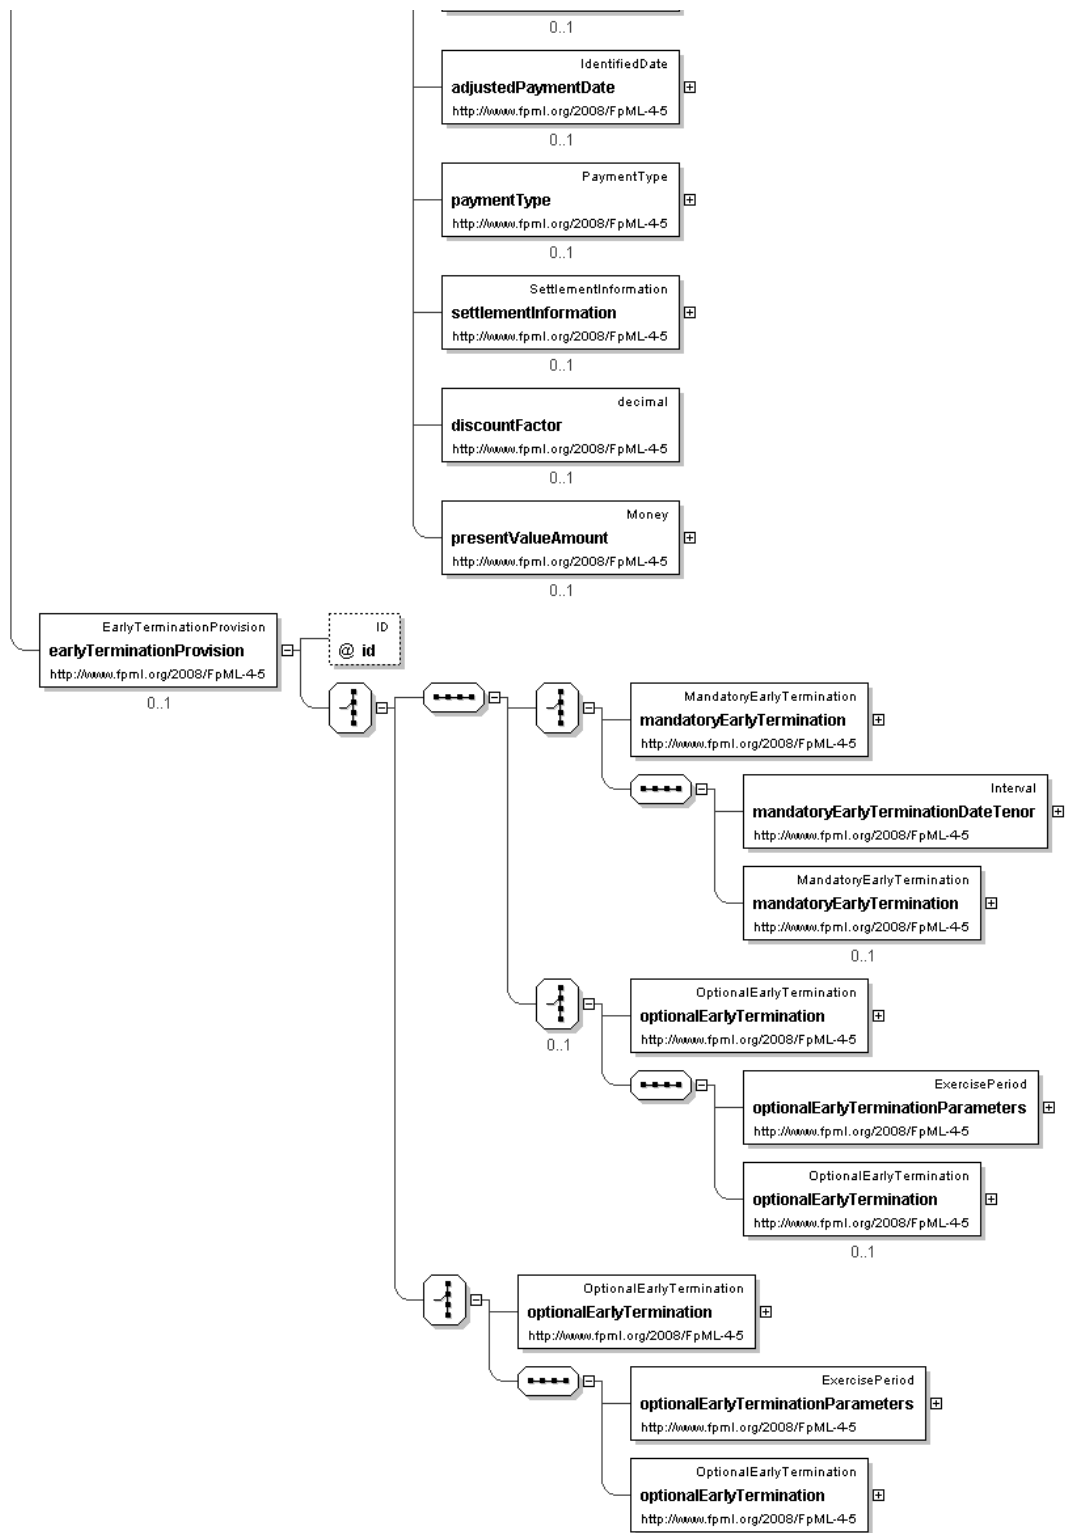 0..1
IdentifiedDate
adjustedPaymentDate
http://www.fpml.org/2008/FpML-4-5
0..1
PaymentType
paymentType
http://www.fpml.org/2008/FpML-4-5
0..1
SettlementInformation
settlementInformation
http://www.fpml.org/2008/FpML-4-5
0..1
decimal
discountFactor
http://www.fpml.org/2008/FpML-4-5
0..1
Money
presentValueAmount
http://www.fpml.org/2008/FpML-4-5
0..1
EarlyTerminationProvision
earlyTerminationProvision
http://www.fpml.org/2008/FpML-4-5
0..1
ID
@ id
MandatoryEarlyTermination
mandatoryEarlyTermination
http://www.fpml.org/2008/FpML-4-5
Interval
mandatoryEarlyTerminationDateTenor
http://www.fpml.org/2008/FpML-4-5
MandatoryEarlyTermination
mandatoryEarlyTermination
http://www.fpml.org/2008/FpML-4-5
0..1
0..1
OptionalEarlyTermination
optionalEarlyTermination
http://www.fpml.org/2008/FpML-4-5
ExercisePeriod
optionalEarlyTerminationParameters
http://www.fpml.org/2008/FpML-4-5
OptionalEarlyTermination
optionalEarlyTermination
http://www.fpml.org/2008/FpML-4-5
0..1
OptionalEarlyTermination
optionalEarlyTermination
http://www.fpml.org/2008/FpML-4-5
ExercisePeriod
optionalEarlyTerminationParameters
http://www.fpml.org/2008/FpML-4-5
OptionalEarlyTermination
optionalEarlyTermination
http://www.fpml.org/2008/FpML-4-5